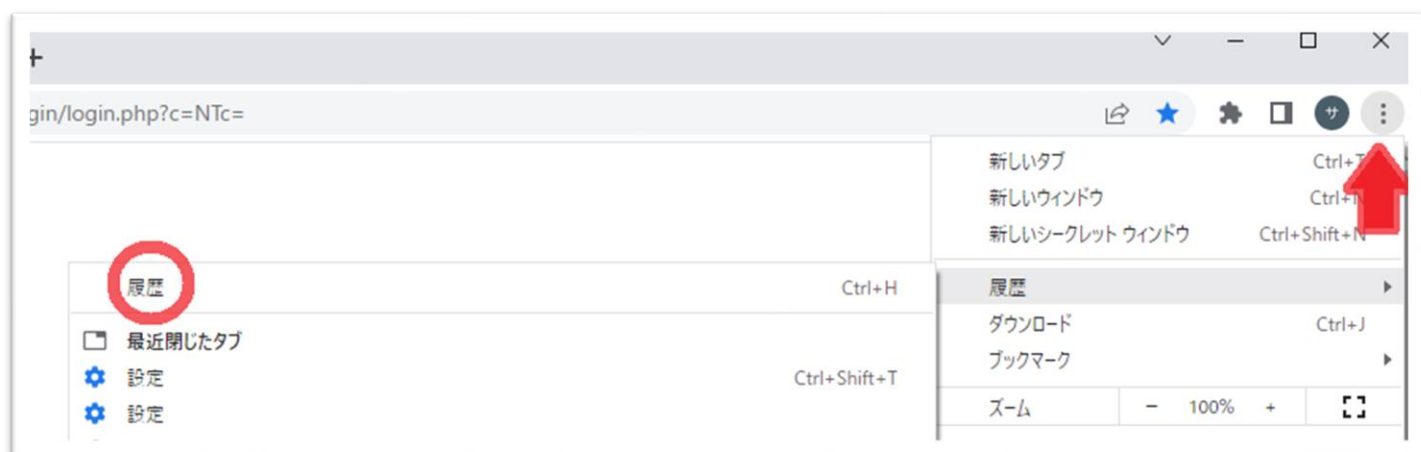 gin/login.php?c=NTc=
サ
新しいタブ Ctrl+T
新しいウィンドウ Ctrl+N
新しいシークレット ウィンドウ Ctrl+Shift+N
履歴
ダウンロード Ctrl+J
ブックマーク
ズーム － 100% +
履歴 Ctrl+H
最近閉じたタブ
設定 Ctrl+Shift+T
設定